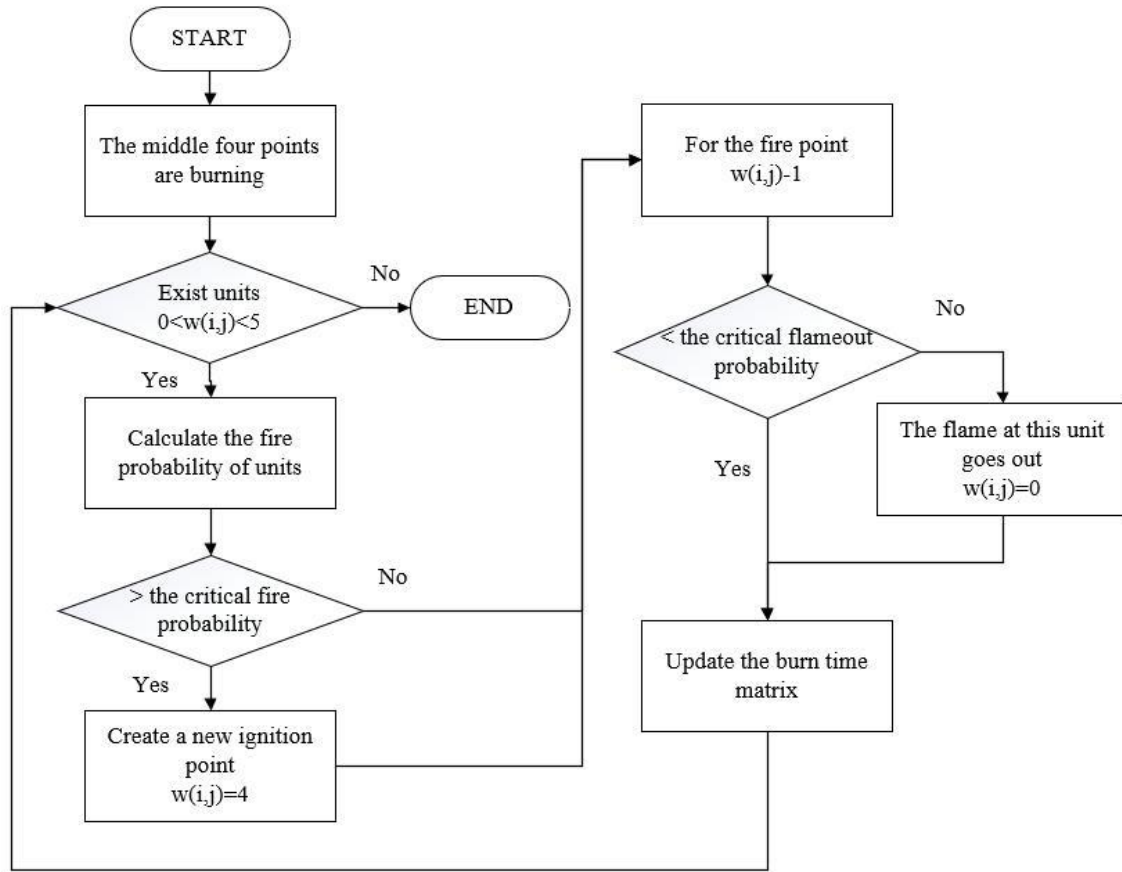 START
The middle four points
are burning
Exist units
0<w(i,j)<5
No
END
Yes
Calculate the fire
probability of units
> the critical fire
probability
No
Yes
Create a new ignition
point
w(i,j)=4
For the fire point
w(i,j)-1
< the critical flameout
probability
No
Yes
The flame at this unit
goes out
w(i,j)=0
Update the burn time
matrix